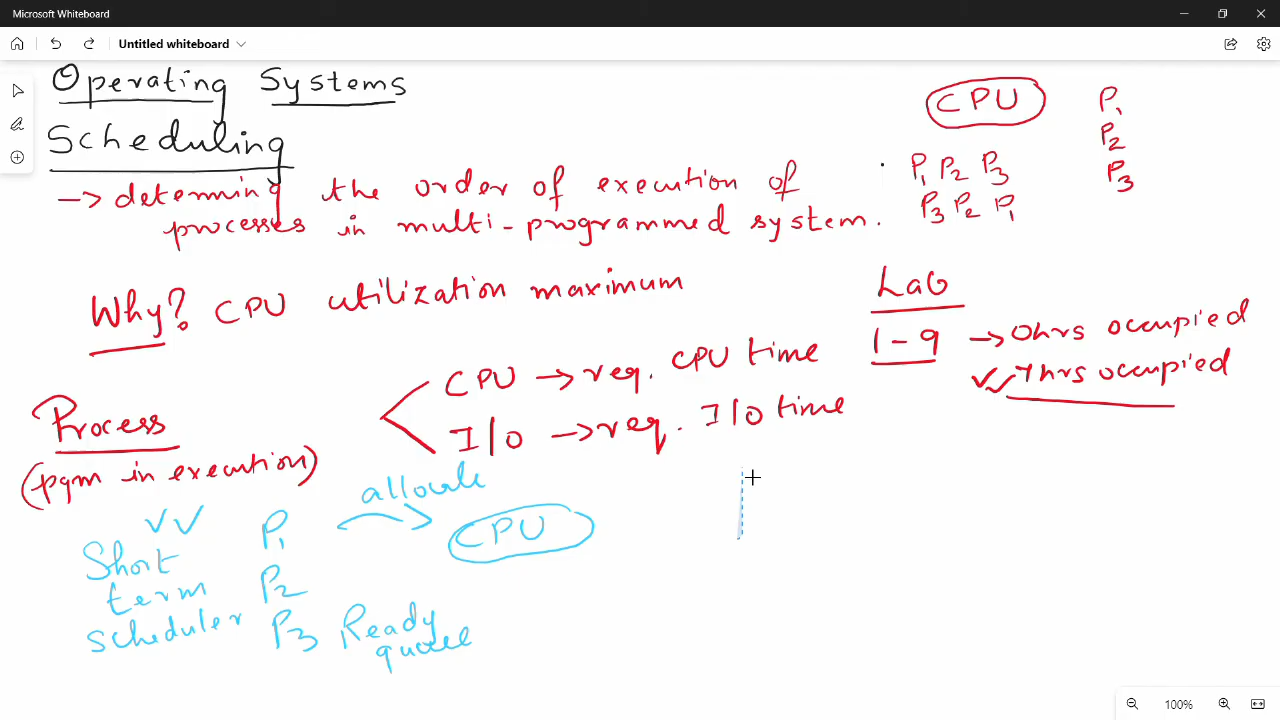 Microsoft Whiteboard
Untitled whiteboard
Operating Systems
Scheduling
CPU
P1
P2
P3
P1 P2 P3
P3 P2 P1
→ determining the order of execution of
processes in multi-programmed system.
Why? CPU utilization maximum
LaG
1 - 9 → 0hrs occupied
✓✓ 7hrs occupied
Process
(pgm in execution)
CPU → req. CPU time
I/O → req. I/O time
allocate
✓✓ P1 CPU
Short
term P2
scheduler P3 Ready
100%